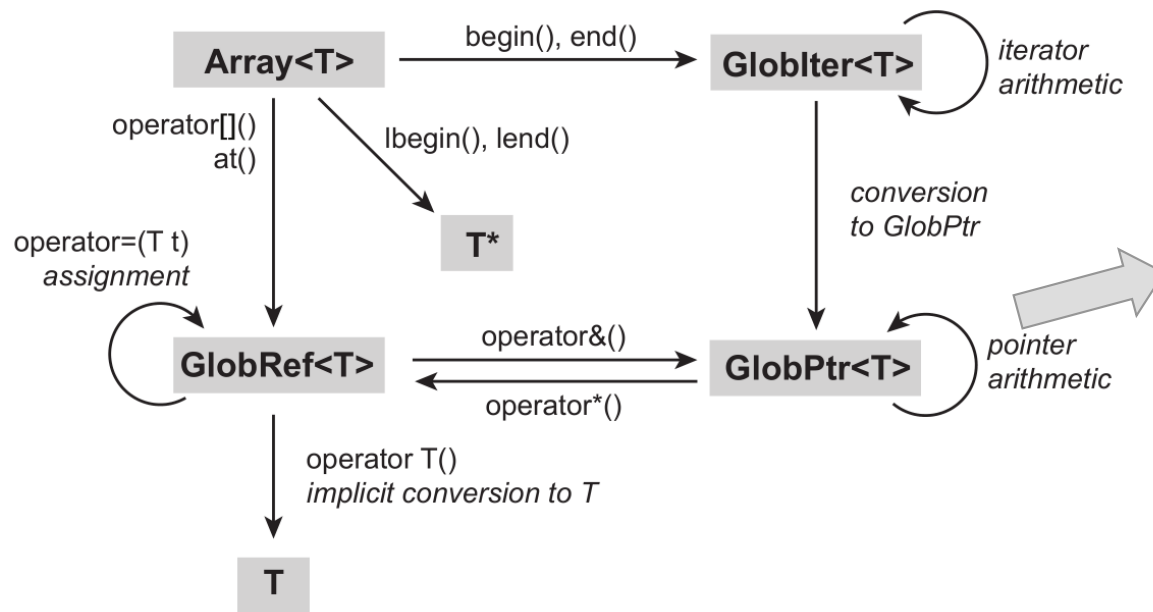 begin(), end()
Array<T>
GlobIter<T>
iterator
arithmetic
operator[]()
at()
lbegin(), lend()
conversion
to GlobPtr
T*
operator=(T t)
assignment
operator&()
GlobRef<T>
GlobPtr<T>
pointer
arithmetic
operator*()
operator T()
implicit conversion to T
T